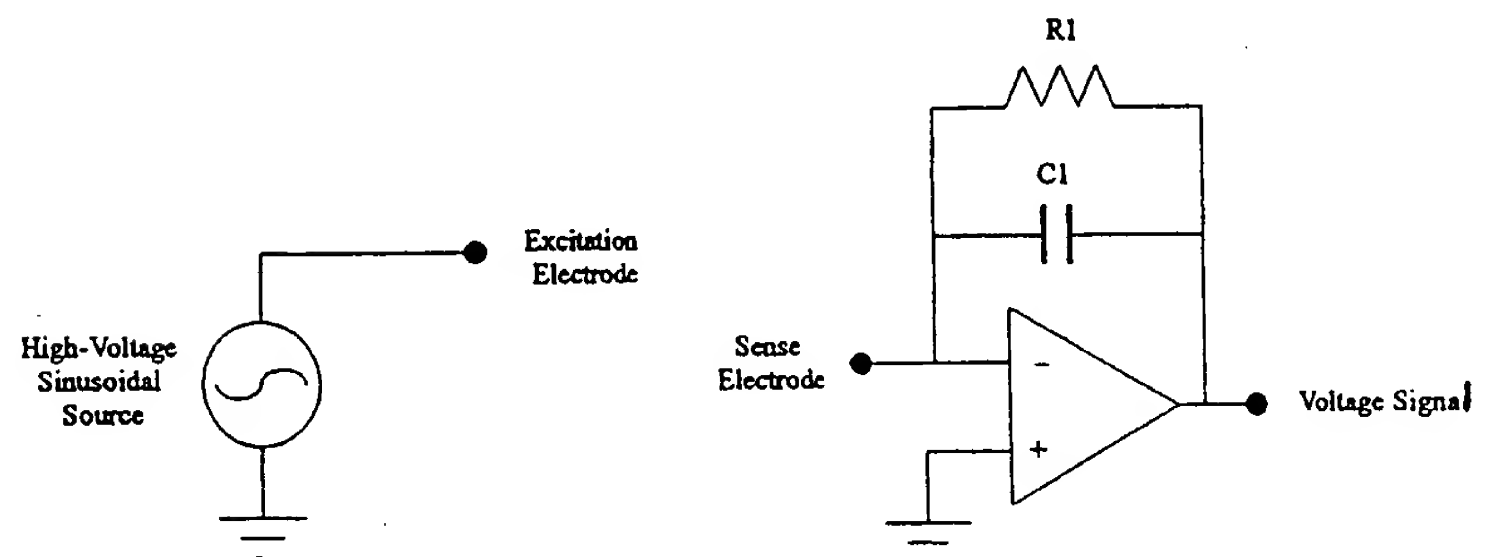 R1
C1
Excitation
Electrode
High-Voltage
Sinusoidal
Source
Sense
Electrode
-
+
Voltage Signal